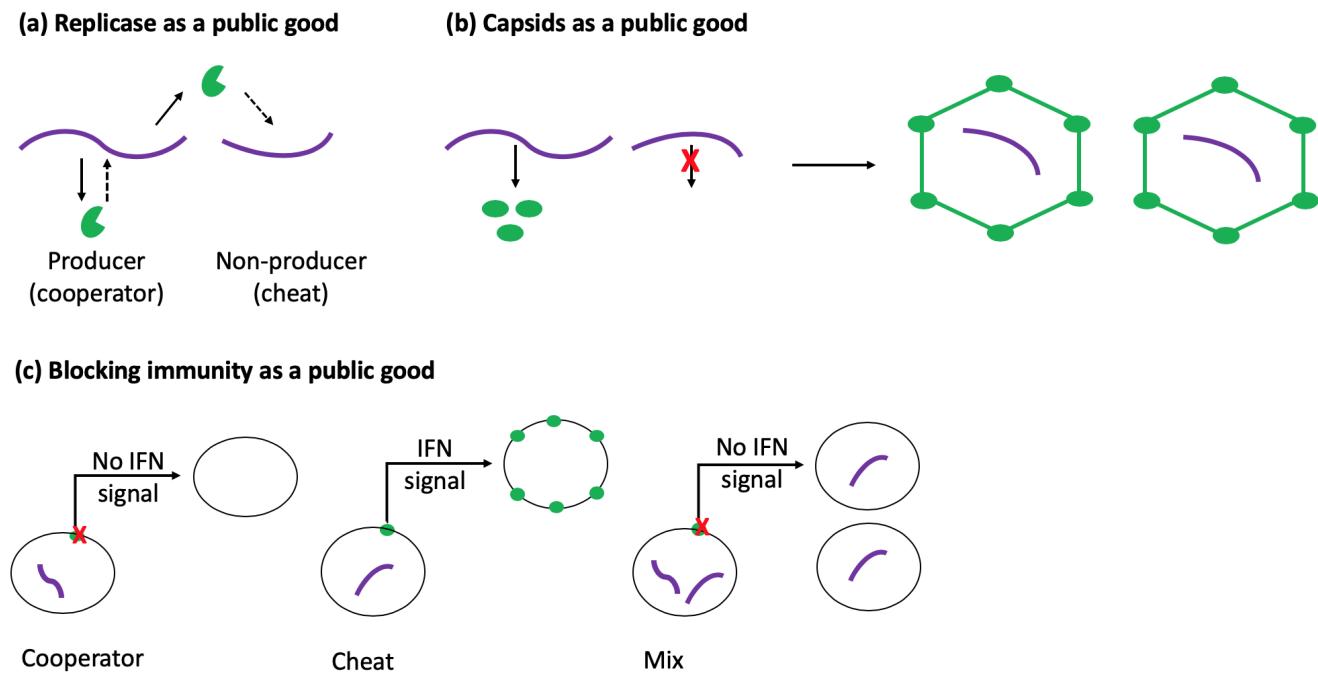 (a) Replicase as a public good
(b) Capsids as a public good
X
Producer
(cooperator)
Non-producer
(cheat)
(c) Blocking immunity as a public good
No IFN
signal
X
Cooperator
IFN
signal
Cheat
No IFN
signal
X
Mix